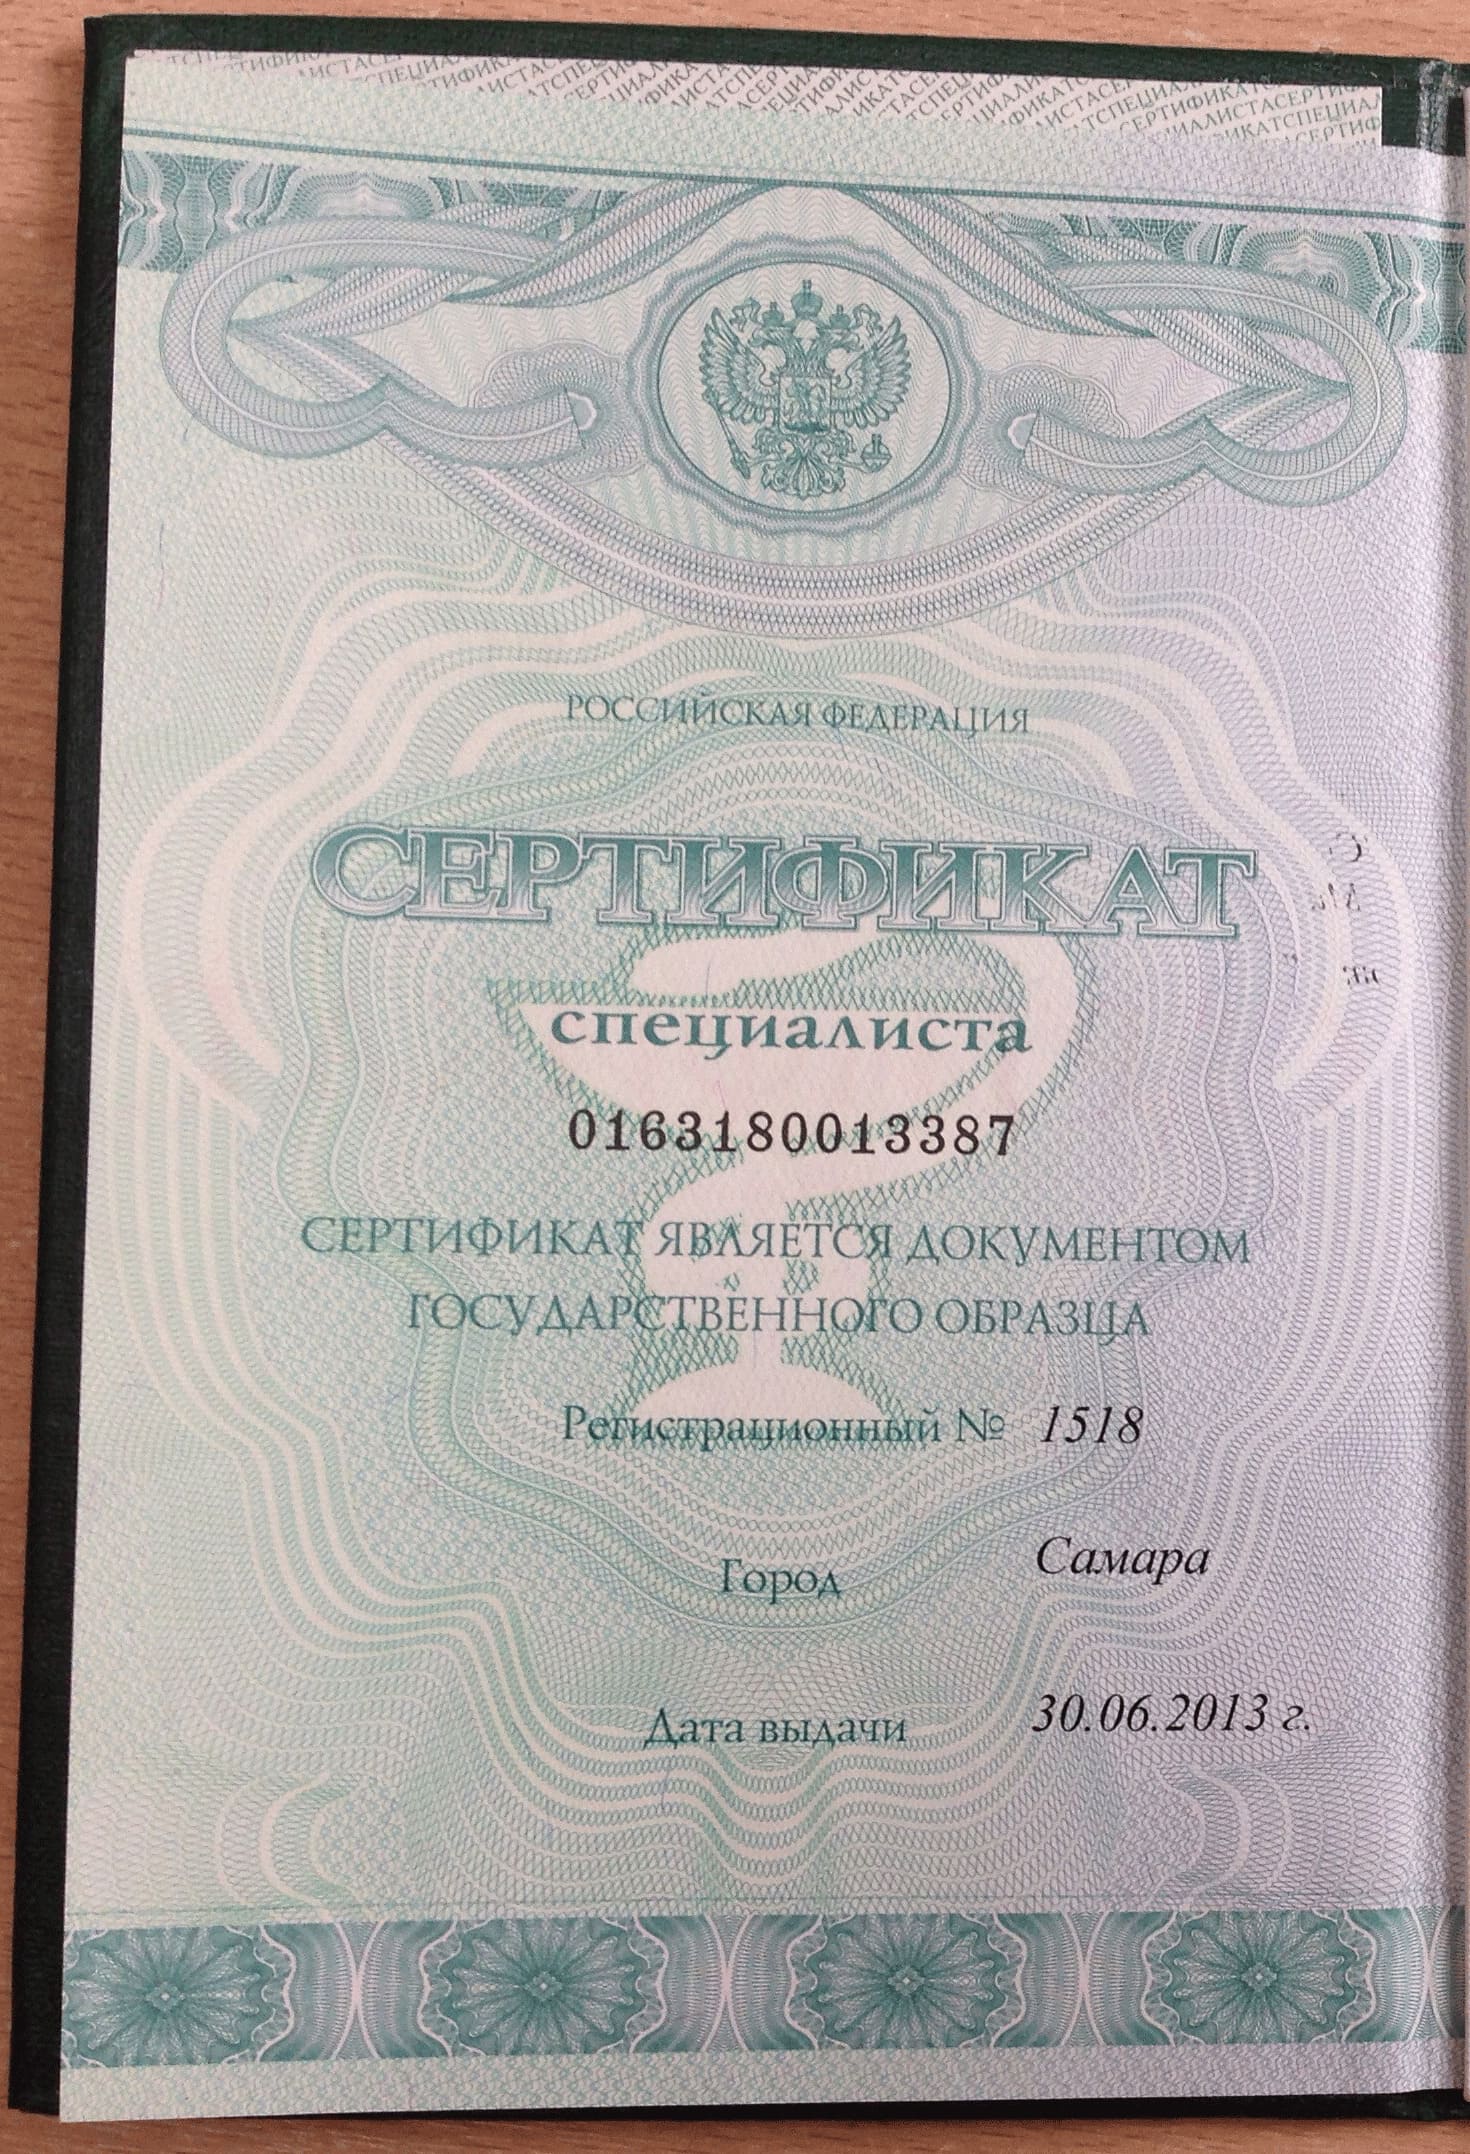 РОССИЙСКАЯ ФЕДЕРАЦИЯ
СЕРТИФИКАТ
специалиста
0163180013387
СЕРТИФИКАТ ЯВЛЯЕТСЯ ДОКУМЕНТОМ
ГОСУДАРСТВЕННОГО ОБРАЗЦА
Регистрационный № 1518
Город Самара
Дата выдачи 30.06.2013 г.